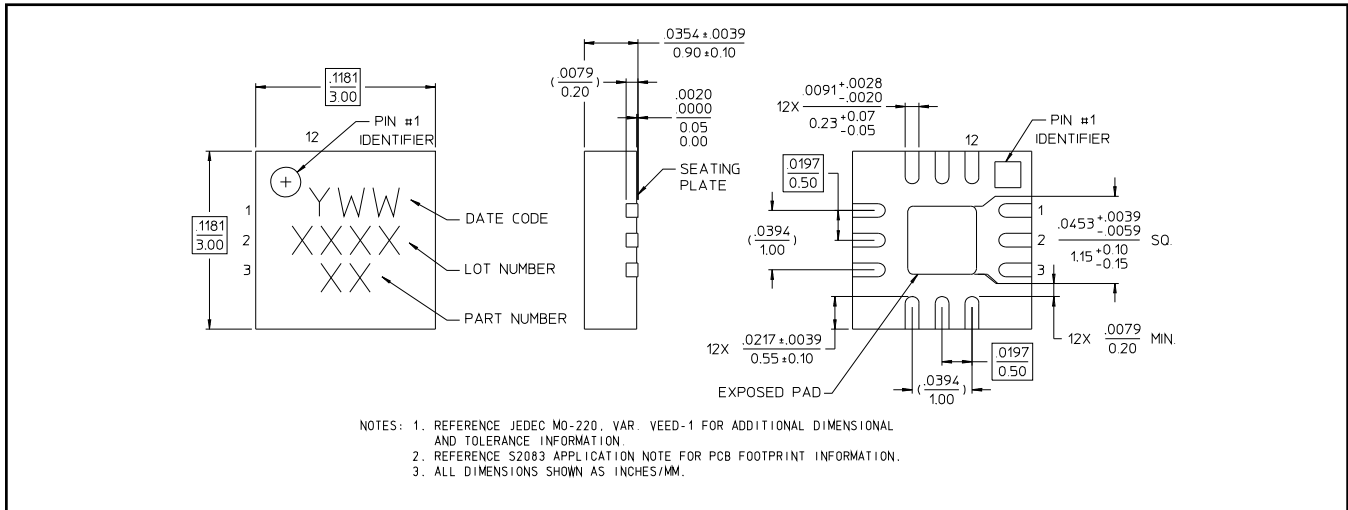 .1181
3.00
PIN #1
IDENTIFIER
12
.1181
3.00
1
2
3
YWW
XXXX
XX
DATE CODE
LOT NUMBER
PART NUMBER
.0354 ±.0039
0.90 ±0.10
(.0079)
0.20
.0020
.0000
0.05
0.00
SEATING
PLATE
12X .0091 +.0028
-.0020
0.23 +0.07
-0.05
12
PIN #1
IDENTIFIER
.0197
0.50
(.0394)
1.00
1
2
3
.0453 +.0039
-.0059
SQ.
1.15 +0.10
-0.15
12X .0217 ±.0039
0.55 ±0.10
12X .0079 MIN.
0.20
.0197
0.50
(.0394)
1.00
EXPOSED PAD
NOTES: 1. REFERENCE JEDEC MO-220, VAR. VEED-1 FOR ADDITIONAL DIMENSIONAL
AND TOLERANCE INFORMATION.
2. REFERENCE S2083 APPLICATION NOTE FOR PCB FOOTPRINT INFORMATION.
3. ALL DIMENSIONS SHOWN AS INCHES/MM.